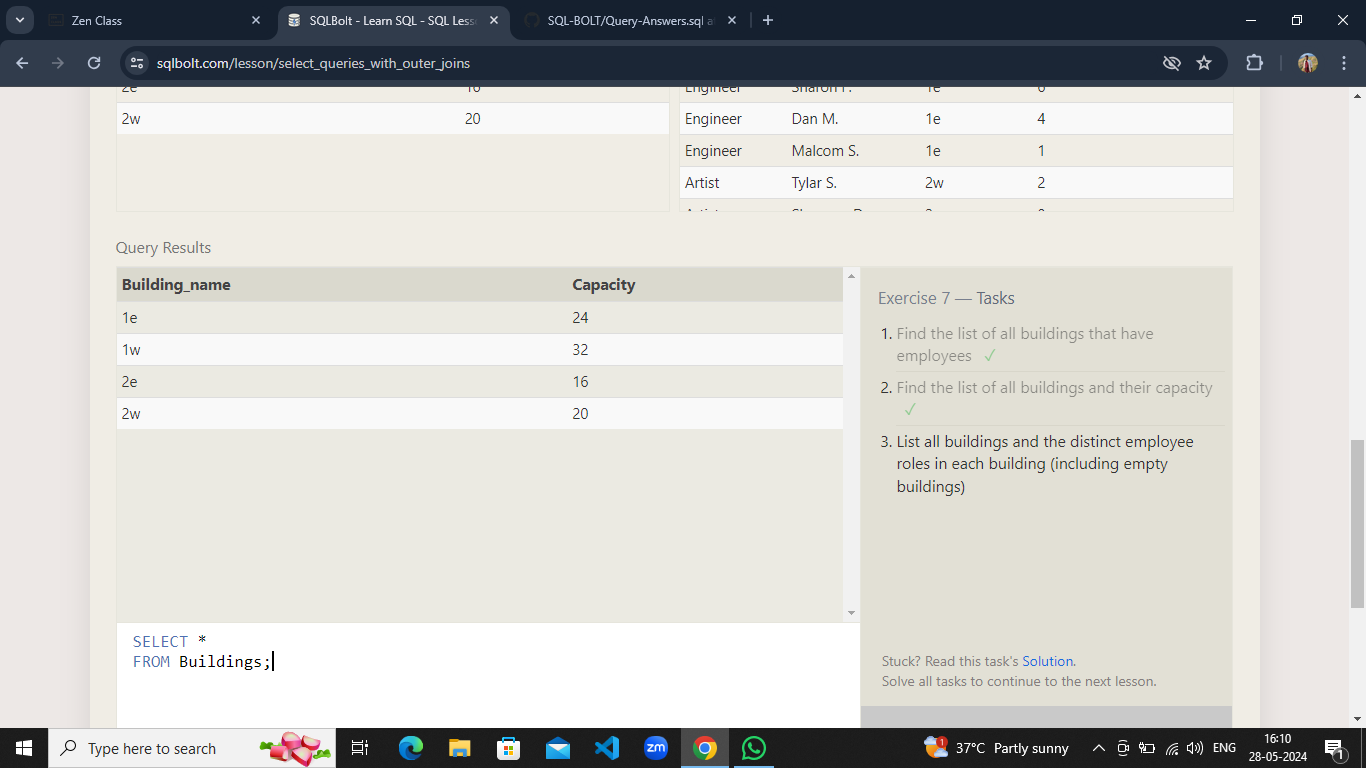 Zen Class
SQLBolt - Learn SQL - SQL Less
SQL-BOLT/Query-Answers.sql a
sqlbolt.com/lesson/select_queries_with_outer_joins
2e 16 Engineer Sharon F. 1e 6
2w 20 Engineer Dan M. 1e 4
Engineer Malcom S. 1e 1
Artist Tylar S. 2w 2
Query Results
Building_name Capacity
1e 24
1w 32
2e 16
2w 20
Exercise 7 — Tasks
1. Find the list of all buildings that have
employees ✓
2. Find the list of all buildings and their capacity
✓
3. List all buildings and the distinct employee
roles in each building (including empty
buildings)
SELECT *
FROM Buildings;
Stuck? Read this task's Solution.
Solve all tasks to continue to the next lesson.
Type here to search
zm
1
37°C Partly sunny
ENG
16:10
28-05-2024
1